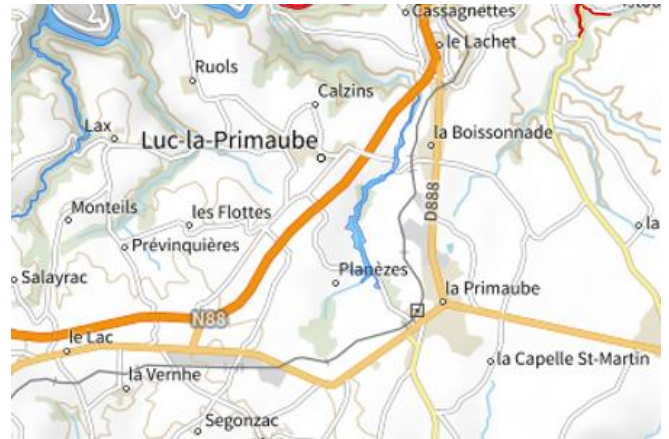 Cassagnettes
le Lachet
Ruols
Calzins
Lax
Luc-la-Primaube
la Boissonnade
D888
Monteils
les Flottes
la
Prévinquières
Salayrac
Planèzes
la Primaube
N88
le Lac
la Capelle St-Martin
la Vernhe
Segonzac